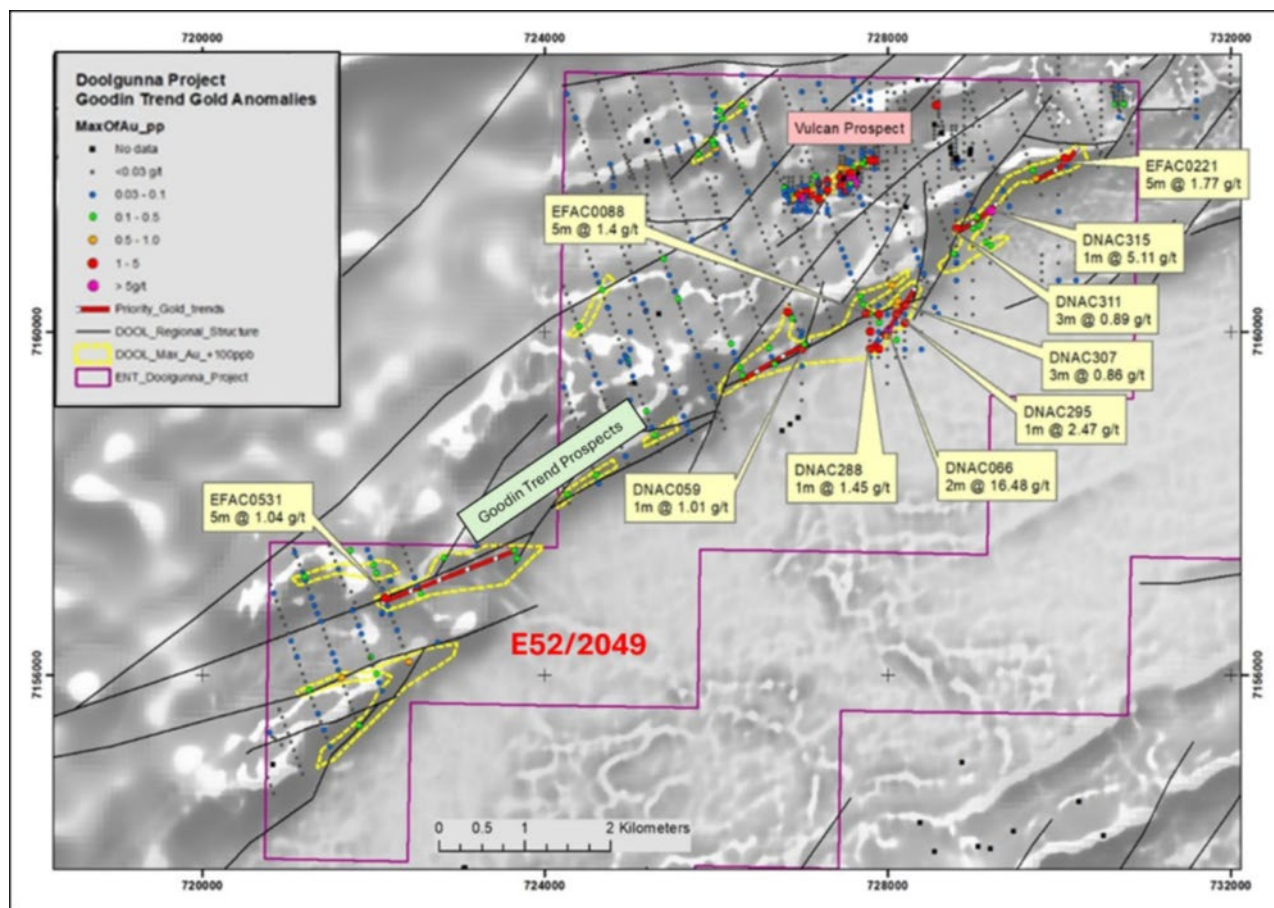 720000
724000
728000
732000
Doolgunna Project
Goodin Trend Gold Anomalies
MaxOfAu_pp
No data
<0.03 g/t
0.03 - 0.1
0.1 - 0.5
0.5 - 1.0
1 - 5
> 5g/t
Priority_Gold_trends
DOOL_Regional_Structure
DOOL_Max_Au_+100ppb
ENT_Doolgunna_Project
Vulcan Prospect
EFAC0221
5m @ 1.77 g/t
EFAC0088
5m @ 1.4 g/t
DNAC315
1m @ 5.11 g/t
DNAC311
3m @ 0.89 g/t
7160000
7160000
DNAC307
3m @ 0.86 g/t
DNAC295
1m @ 2.47 g/t
Goodin Trend Prospects
DNAC059
1m @ 1.01 g/t
DNAC288
1m @ 1.45 g/t
DNAC066
2m @ 16.48 g/t
EFAC0531
5m @ 1.04 g/t
E52/2049
7156000
7156000
0 0.5 1 2 Kilometers
720000
724000
728000
732000